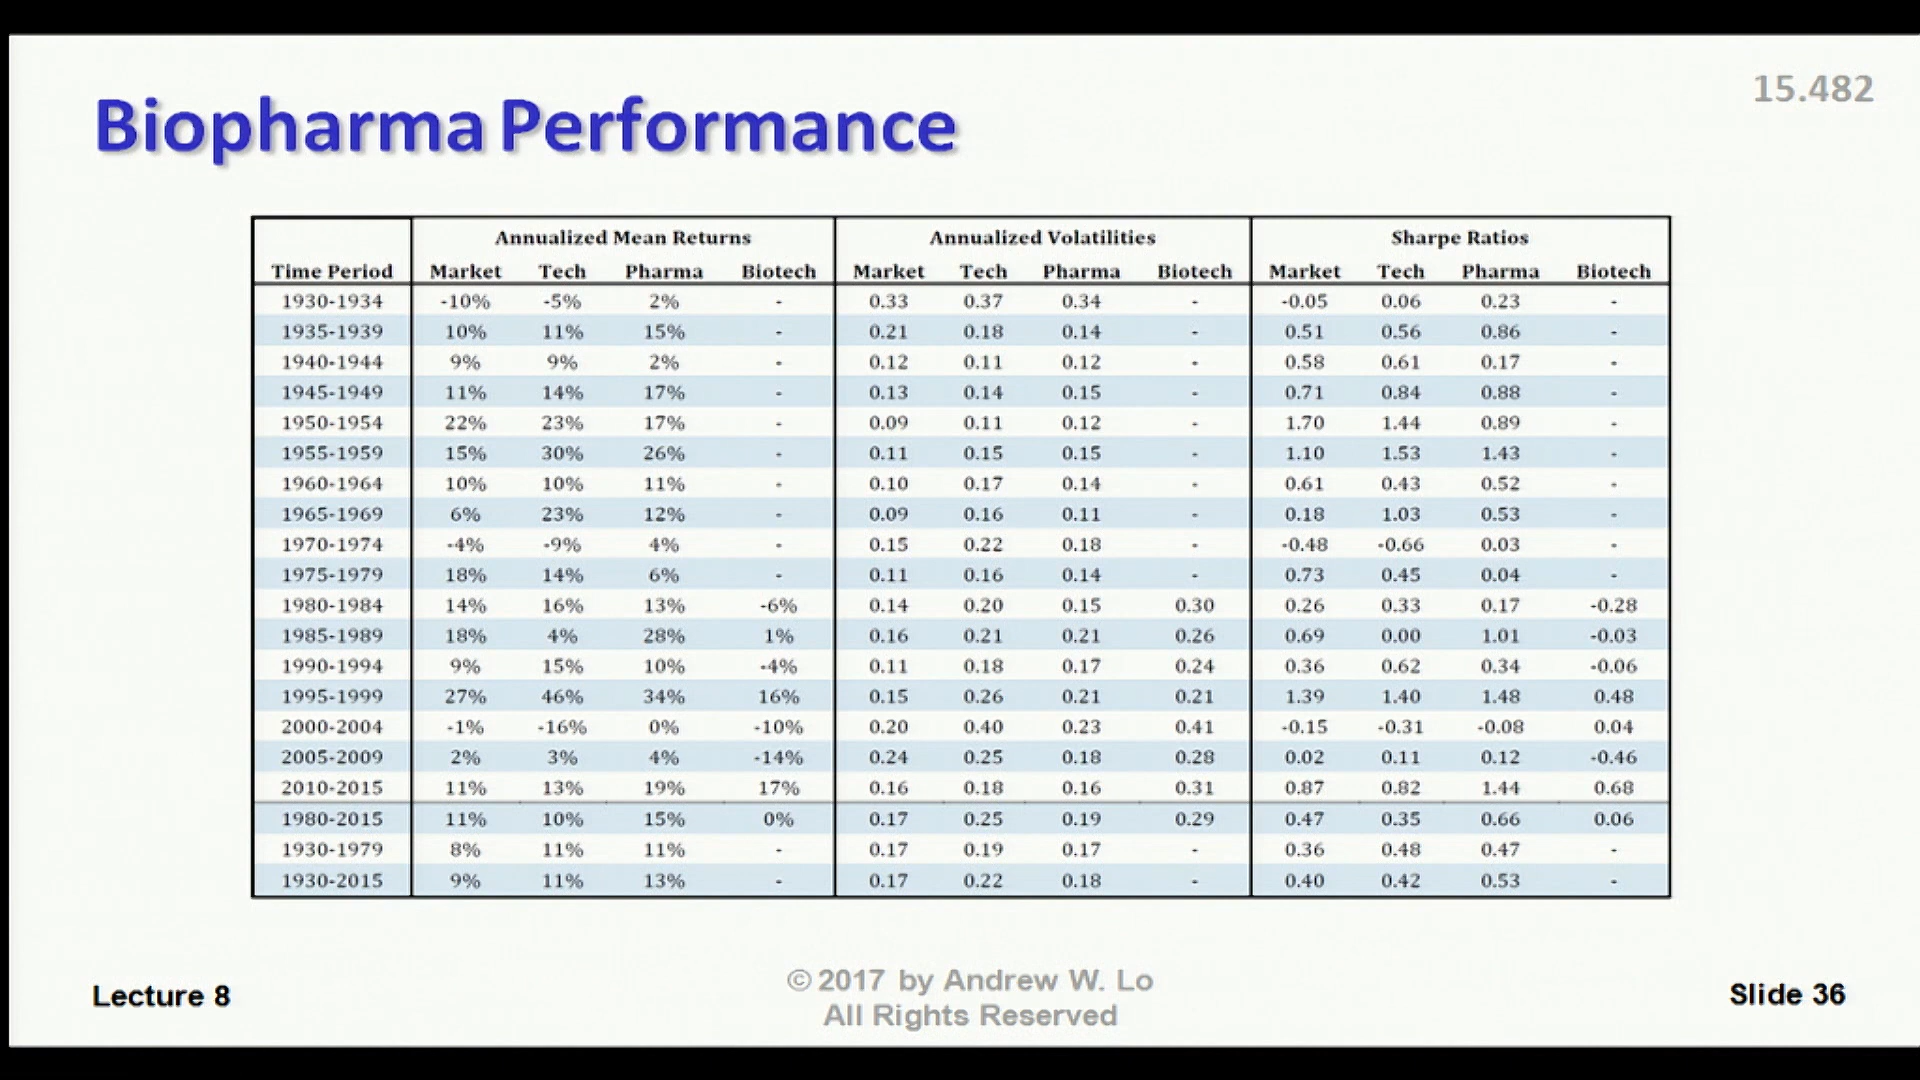 15.482
Biopharma Performance
Annualized Mean Returns Annualized Volatilities Sharpe Ratios
Time Period Market Tech Pharma Biotech Market Tech Pharma Biotech Market Tech Pharma Biotech
1930-1934 -10% -5% 2% - 0.33 0.37 0.34 - -0.05 0.06 0.23 -
1935-1939 10% 11% 15% - 0.21 0.18 0.14 - 0.51 0.56 0.86 -
1940-1944 9% 9% 2% - 0.12 0.11 0.12 - 0.58 0.61 0.17 -
1945-1949 11% 14% 17% - 0.13 0.14 0.15 - 0.71 0.84 0.88 -
1950-1954 22% 23% 17% - 0.09 0.11 0.12 - 1.70 1.44 0.89 -
1955-1959 15% 30% 26% - 0.11 0.15 0.15 - 1.10 1.53 1.43 -
1960-1964 10% 10% 11% - 0.10 0.17 0.14 - 0.61 0.43 0.52 -
1965-1969 6% 23% 12% - 0.09 0.16 0.11 - 0.18 1.03 0.53 -
1970-1974 -4% -9% 4% - 0.15 0.22 0.18 - -0.48 -0.66 0.03 -
1975-1979 18% 14% 6% - 0.11 0.16 0.14 - 0.73 0.45 0.04 -
1980-1984 14% 16% 13% -6% 0.14 0.20 0.15 0.30 0.26 0.33 0.17 -0.28
1985-1989 18% 4% 28% 1% 0.16 0.21 0.21 0.26 0.69 0.00 1.01 -0.03
1990-1994 9% 15% 10% -4% 0.11 0.18 0.17 0.24 0.36 0.62 0.34 -0.06
1995-1999 27% 46% 34% 16% 0.15 0.26 0.21 0.21 1.39 1.40 1.48 0.48
2000-2004 -1% -16% 0% -10% 0.20 0.40 0.23 0.41 -0.15 -0.31 -0.08 0.04
2005-2009 2% 3% 4% -14% 0.24 0.25 0.18 0.28 0.02 0.11 0.12 -0.46
2010-2015 11% 13% 19% 17% 0.16 0.18 0.16 0.31 0.87 0.82 1.44 0.68
1980-2015 11% 10% 15% 0% 0.17 0.25 0.19 0.29 0.47 0.35 0.66 0.06
1930-1979 8% 11% 11% - 0.17 0.19 0.17 - 0.36 0.48 0.47 -
1930-2015 9% 11% 13% - 0.17 0.22 0.18 - 0.40 0.42 0.53 -
Lecture 8
© 2017 by Andrew W. Lo
All Rights Reserved
Slide 36